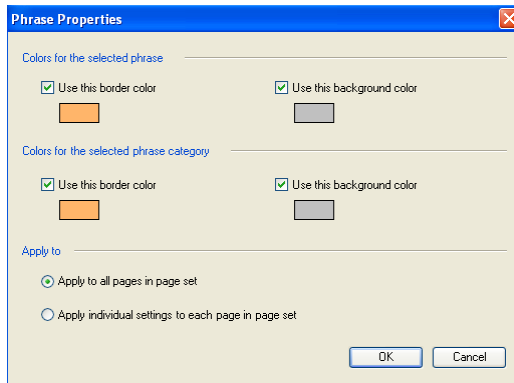 Phrase Properties
Colors for the selected phrase
Use this border color
Use this background color
Colors for the selected phrase category
Use this border color
Use this background color
Apply to
Apply to all pages in page set
Apply individual settings to each page in page set
OK
Cancel